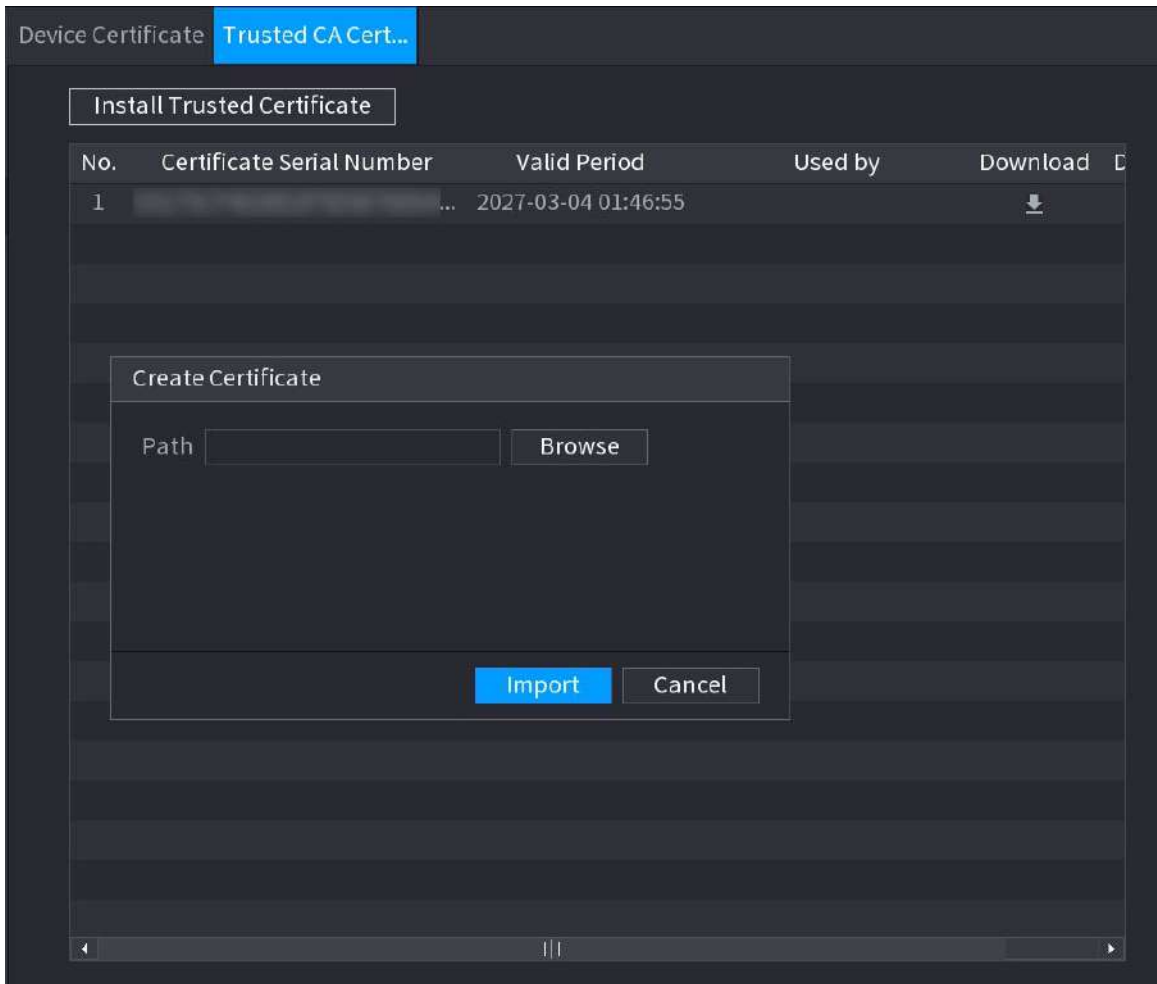 Device Certificate Trusted CA Cert...
Install Trusted Certificate
No. Certificate Serial Number Valid Period Used by Download D
1 ... 2027-03-04 01:46:55
Create Certificate
Path Browse
Import Cancel